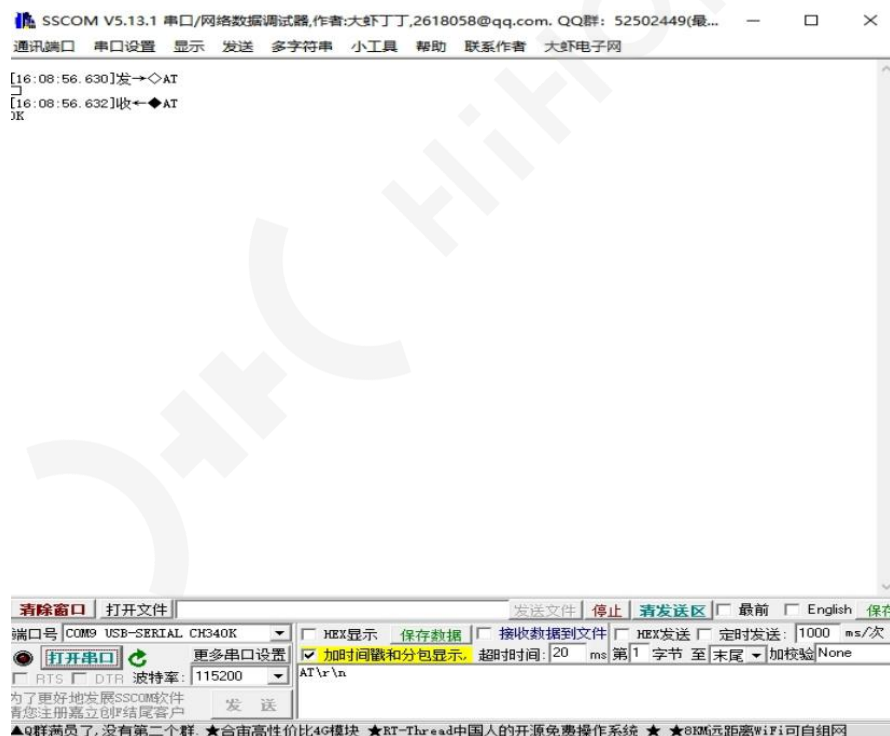 SSCOM V5.13.1 串口/网络数据调试器,作者:大虾丁丁,2618058@qq.com. QQ群: 52502449(最...
通讯端口 串口设置 显示 发送 多字符串 小工具 帮助 联系作者 大虾电子网
[16:08:56.630]发→◇AT
口
[16:08:56.632]收←◆AT
OK
清除窗口 打开文件 发送文件 停止 清发送区 最前 English 保存
端口号 COM9 USB-SERIAL CH340K HEX显示 保存数据 接收数据到文件 HEX发送 定时发送: 1000 ms/次
打开串口 更多串口设置 加时间戳和分包显示, 超时时间: 20 ms 第1 字节 至 末尾 加校验 None
RTS DTR 波特率: 115200 AT\r\n
为了更好地发展SSCOM软件
请您注册嘉立创F结尾客户 发 送
▲Q群满员了,没有第二个群. ★合宙高性价比4G模块 ★RT-Thread中国人的开源免费操作系统 ★ ★8KM远距离WiFi可自组网